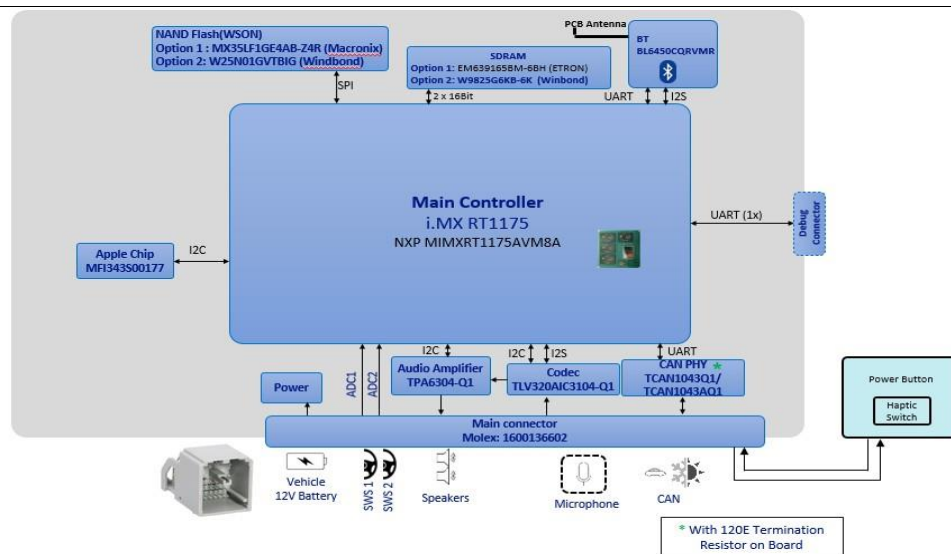 NAND Flash(WSON)
Option 1 : MX35LF1GE4AB-Z4R (Macronix)
Option 2: W25N01GVTBIG (Windbond)
SPI
SDRAM
Option 1: EM639165BM-6BH (ETRON)
Option 2: W9825G6KB-6K (Winbond)
2 x 16Bit
PCB Antenna
BT
BL6450CQRVMR
UART
I2S
Main Controller
i.MX RT1175
NXP MIMXRT1175AVM8A
UART (1x)
Debug
Connector
Apple Chip
MFI343S00177
I2C
ADC1
ADC2
I2C
I2C
I2S
UART
Power
Audio Amplifier
TPA6304-Q1
Codec
TLV320AIC3104-Q1
CAN PHY *
TCAN1043Q1/
TCAN1043AQ1
Main connector
Molex: 1600136602
Power Button
Haptic
Switch
Vehicle
12V Battery
SWS 1
SWS 2
Speakers
Microphone
CAN
* With 120E Termination
Resistor on Board